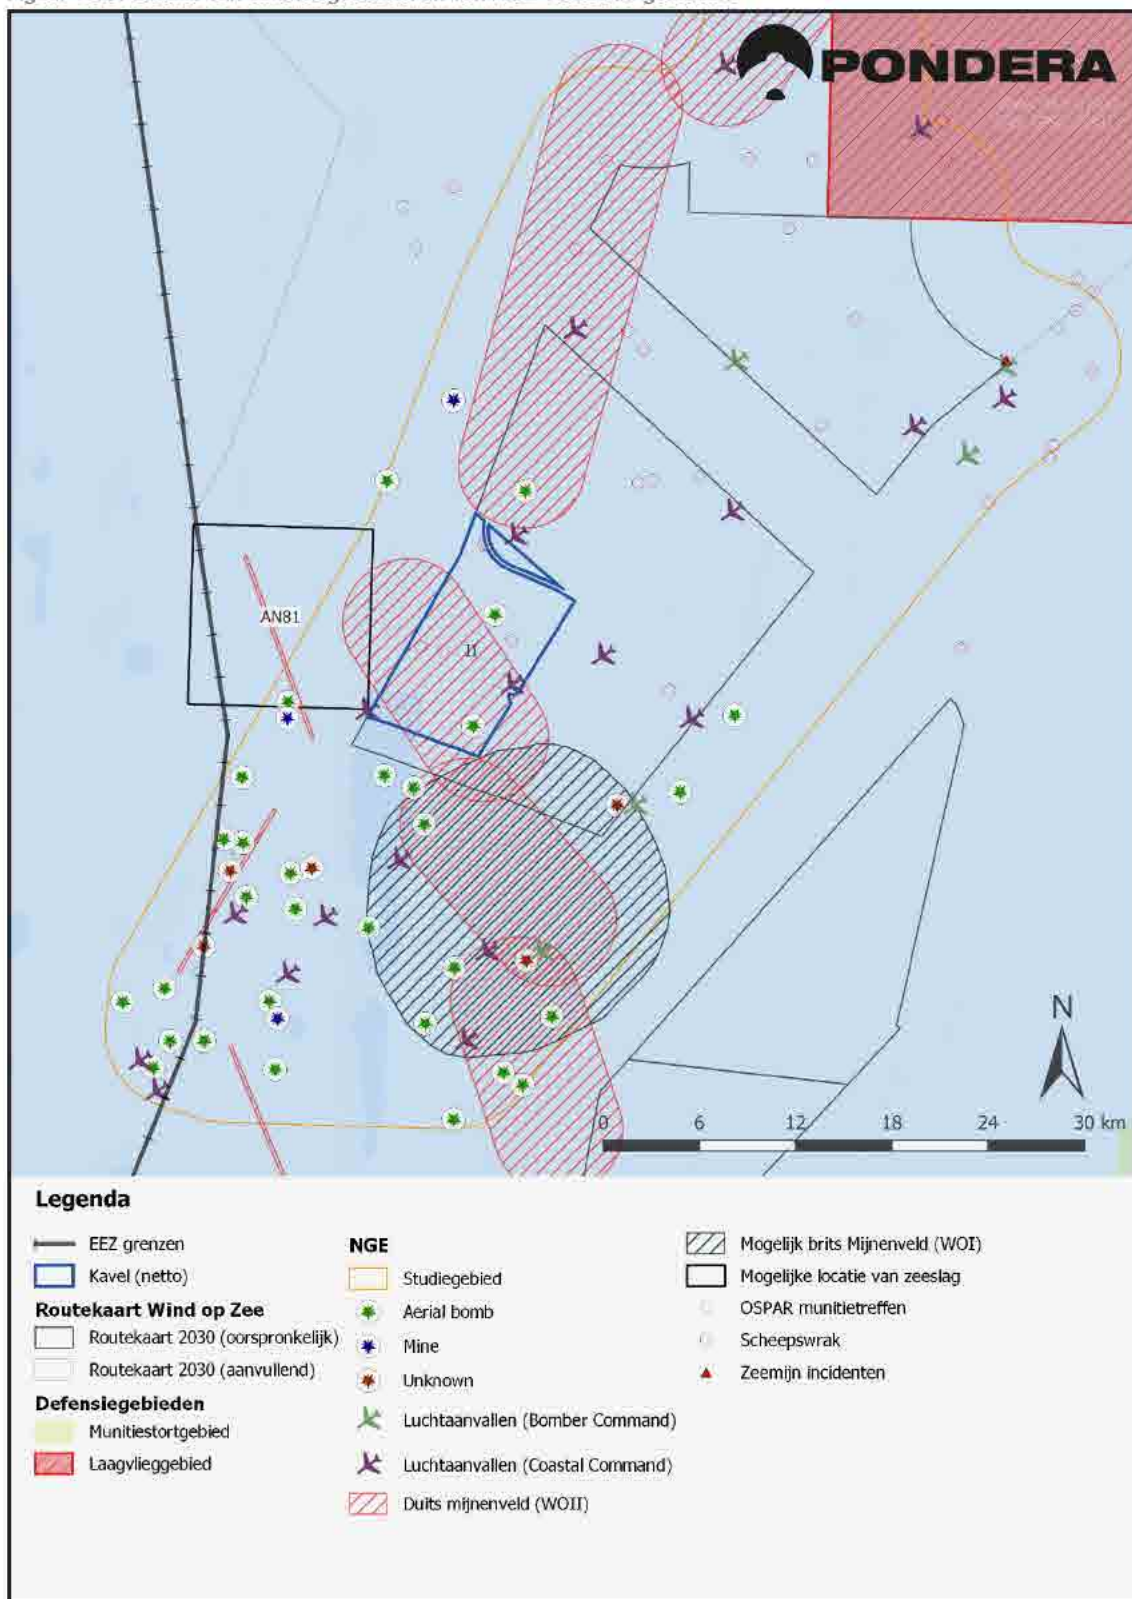 PONDERA
AN81
II
N
0 6 12 18 24 30 km
Legenda
EEZ grenzen
Kavel (netto)
Routekaart Wind op Zee
Routekaart 2030 (oorspronkelijk)
Routekaart 2030 (aanvullend)
Defensiegebieden
Munitiestortgebied
Laagvlieggebied
NGE
Studiegebied
Aerial bomb
Mine
Unknown
Luchtaanvallen (Bomber Command)
Luchtaanvallen (Coastal Command)
Duits mijnenveld (WOII)
Mogelijk brits Mijnenveld (WOI)
Mogelijke locatie van zeeslag
OSPAR munitietreffen
Scheepswrak
Zeemijn incidenten